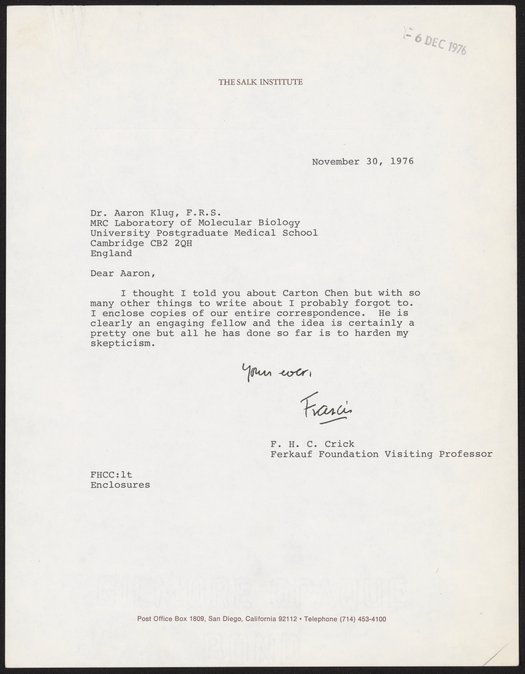 6 DEC 1976
THE SALK INSTITUTE
November 30, 1976
Dr. Aaron Klug, F.R.S.
MRC Laboratory of Molecular Biology
University Postgraduate Medical School
Cambridge CB2 2QH
England
Dear Aaron,
I thought I told you about Carton Chen but with so
many other things to write about I probably forgot to.
I enclose copies of our entire correspondence. He is
clearly an engaging fellow and the idea is certainly a
pretty one but all he has done so far is to harden my
skepticism.
Yours ever,
Francis
F. H. C. Crick
Ferkauf Foundation Visiting Professor
FHCC:lt
Enclosures
Post Office Box 1809, San Diego, California 92112 • Telephone (714) 453-4100